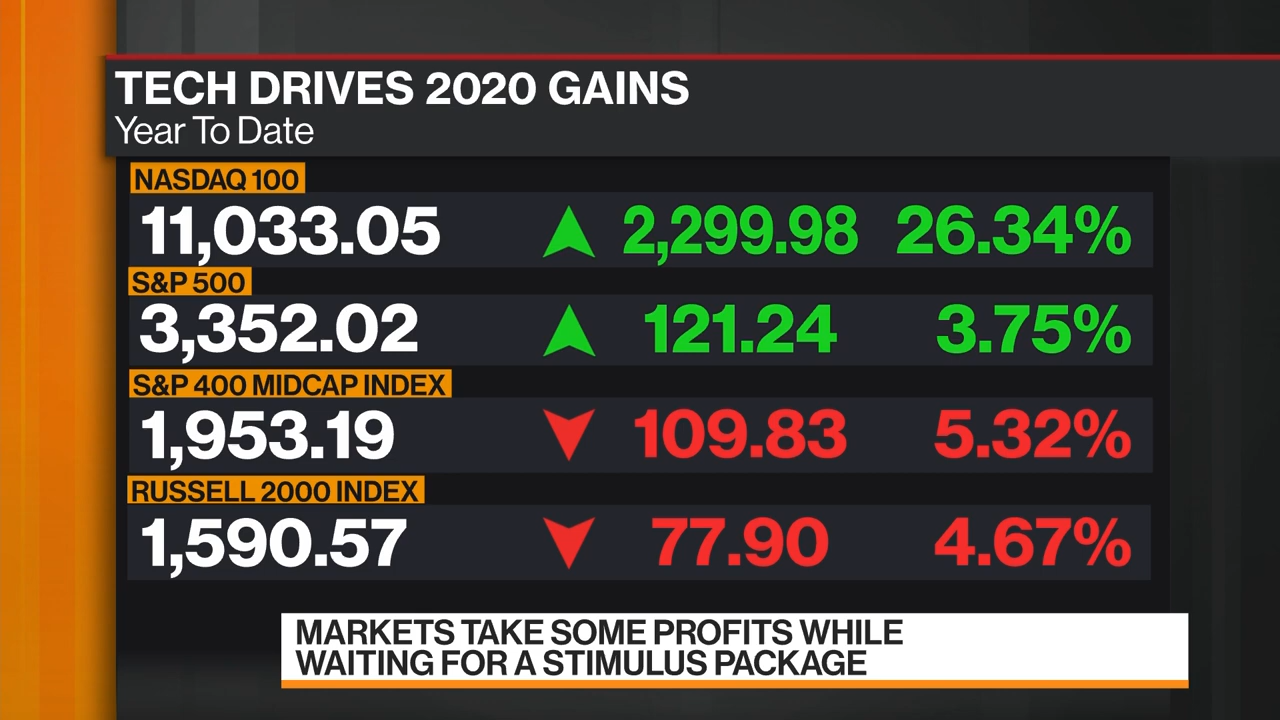 TECH DRIVES 2020 GAINS
Year To Date
NASDAQ 100
11,033.05 ▲ 2,299.98 26.34%
S&P 500
3,352.02 ▲ 121.24 3.75%
S&P 400 MIDCAP INDEX
1,953.19 ▼ 109.83 5.32%
RUSSELL 2000 INDEX
1,590.57 ▼ 77.90 4.67%
MARKETS TAKE SOME PROFITS WHILE
WAITING FOR A STIMULUS PACKAGE